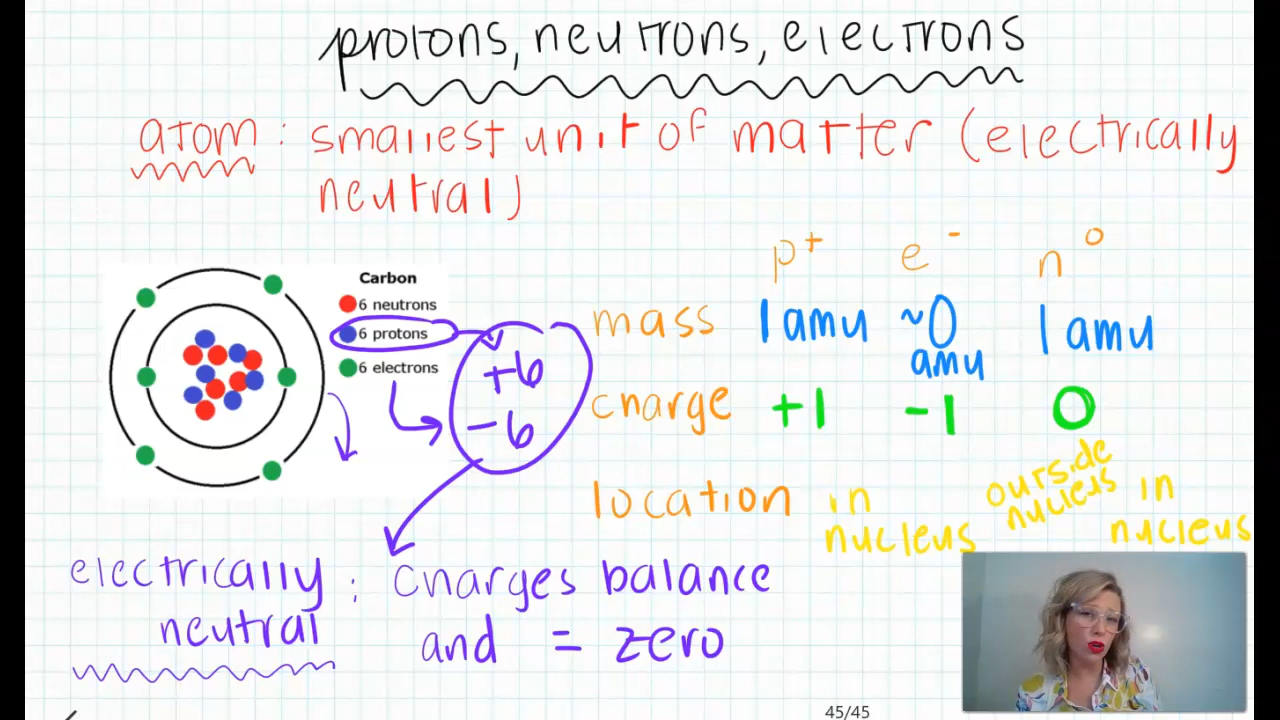 protons, neutrons, electrons
atom: smallest unit of matter (electrically
neutral)
Carbon
6 neutrons
6 protons
6 electrons
+6
-6
p+ e- n0
mass 1 amu ~0 amu 1 amu
charge +1 -1 0
location in nucleus outside nucleus in nucleus
electrically neutral : charges balance
and = zero
45/45